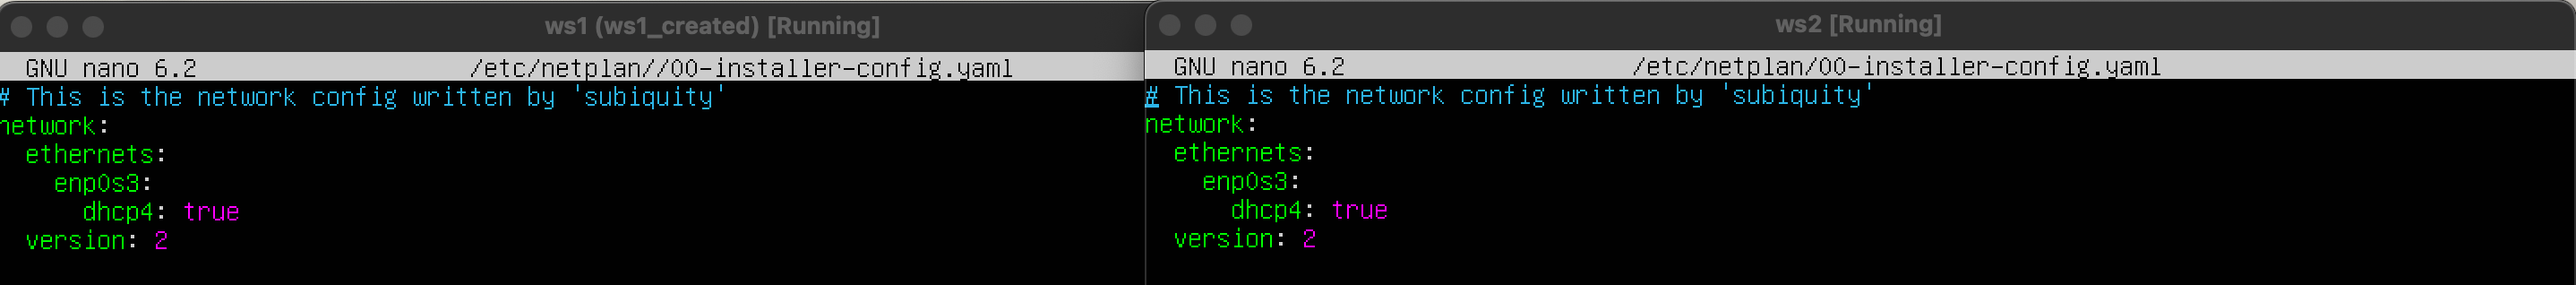 ws1 (ws1_created) [Running]
GNU nano 6.2 /etc/netplan//00-installer-config.yaml
# This is the network config written by 'subiquity'
network:
  ethernets:
    enp0s3:
      dhcp4: true
  version: 2
ws2 [Running]
GNU nano 6.2 /etc/netplan/00-installer-config.yaml
# This is the network config written by 'subiquity'
network:
  ethernets:
    enp0s3:
      dhcp4: true
  version: 2